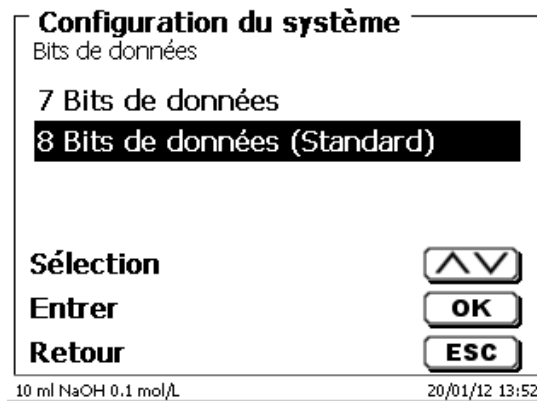 Configuration du système
Bits de données
7 Bits de données
8 Bits de données (Standard)
Sélection
Entrer OK
Retour ESC
10 ml NaOH 0.1 mol/L 20/01/12 13:52